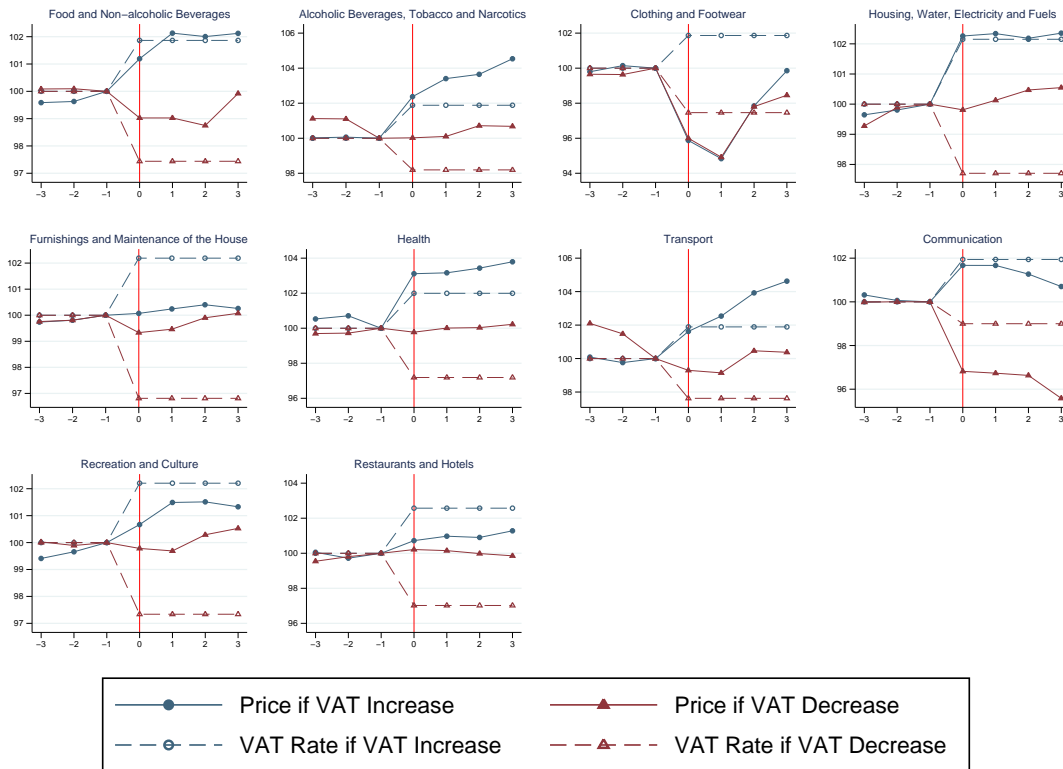 Food and Non−alcoholic Beverages
102
101
100
99
98
97
−3 −2 −1 0 1 2 3
Alcoholic Beverages, Tobacco and Narcotics
106
104
102
100
98
−3 −2 −1 0 1 2 3
Clothing and Footwear
102
100
98
96
94
−3 −2 −1 0 1 2 3
Housing, Water, Electricity and Fuels
102
100
98
−3 −2 −1 0 1 2 3
Furnishings and Maintenance of the House
102
101
100
99
98
97
−3 −2 −1 0 1 2 3
Health
104
102
100
98
96
−3 −2 −1 0 1 2 3
Transport
106
104
102
100
98
−3 −2 −1 0 1 2 3
Communication
102
100
98
96
−3 −2 −1 0 1 2 3
Recreation and Culture
102
101
100
99
98
97
−3 −2 −1 0 1 2 3
Restaurants and Hotels
104
102
100
98
96
−3 −2 −1 0 1 2 3
Price if VAT Increase
Price if VAT Decrease
VAT Rate if VAT Increase
VAT Rate if VAT Decrease